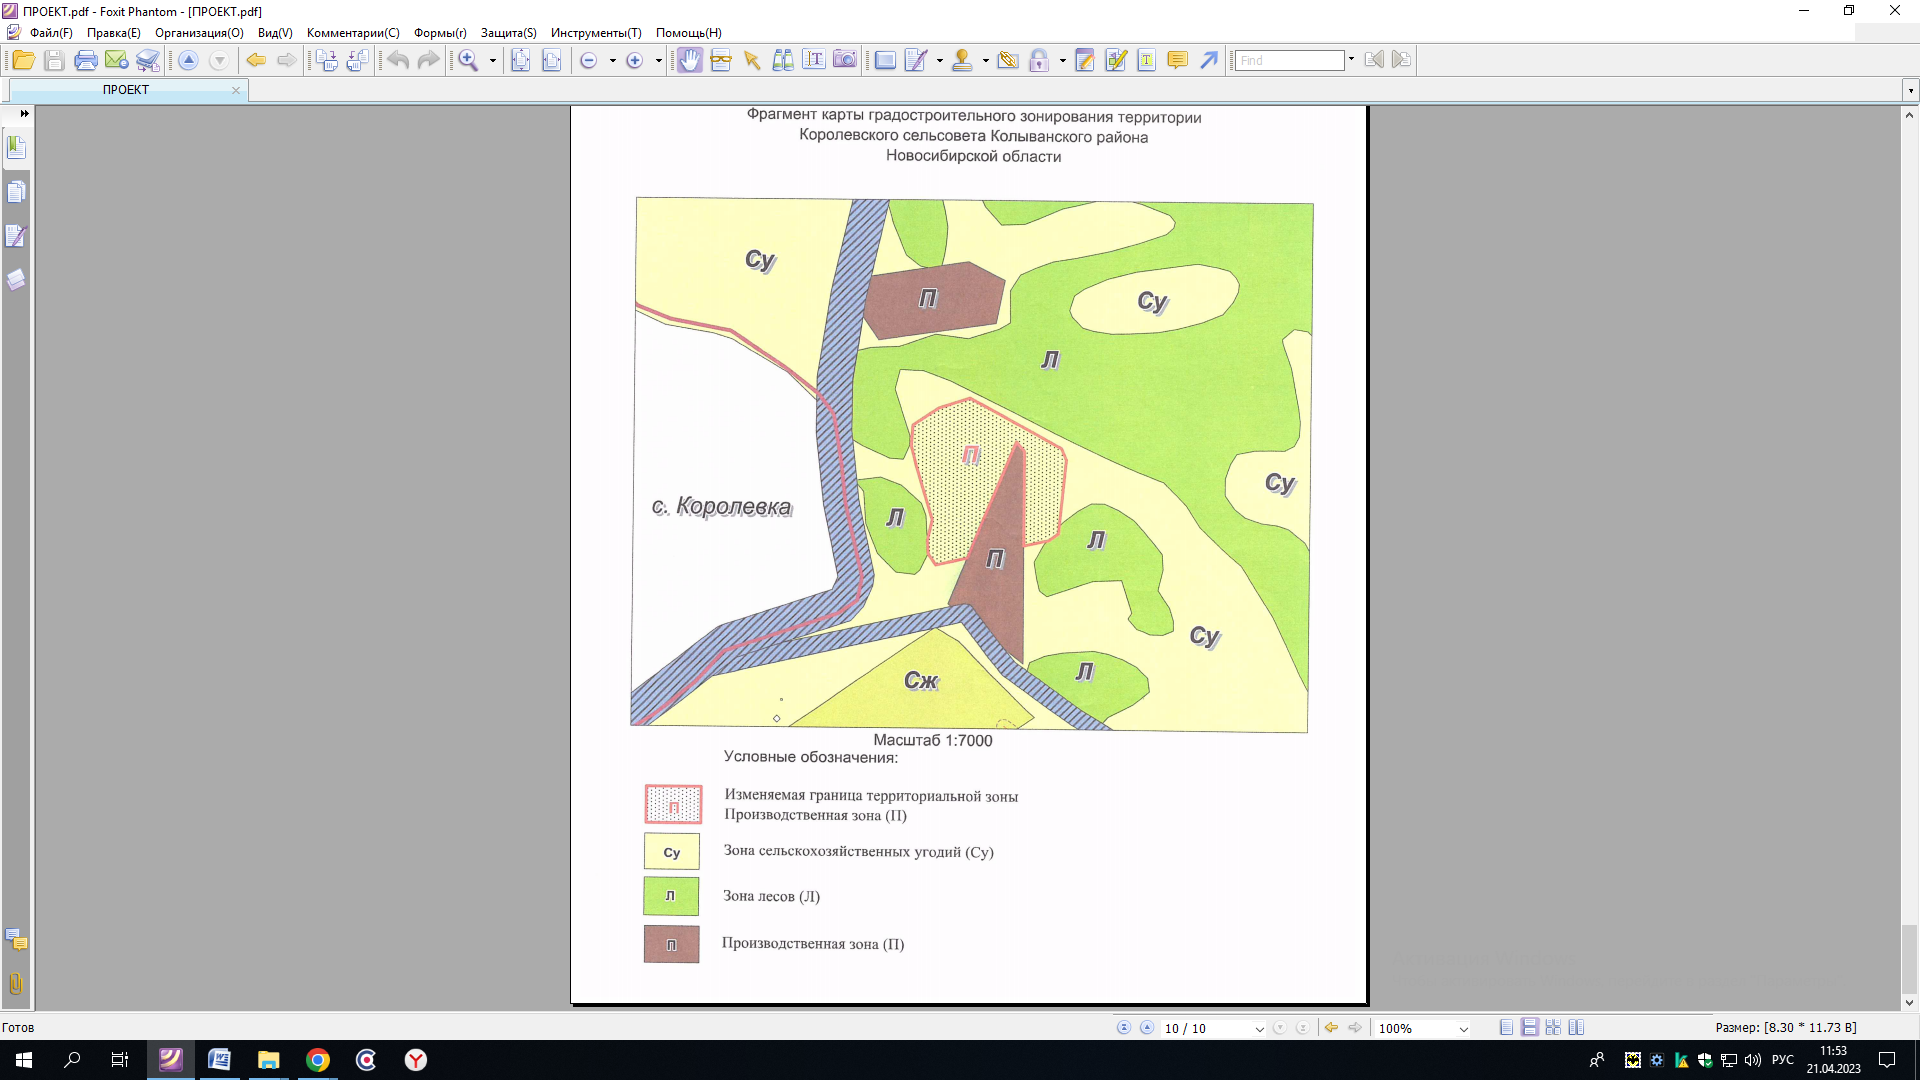 ПРОЕКТ.pdf - Foxit Phantom - [ПРОЕКТ.pdf]
Файл(F) Правка(E) Организация(O) Вид(V) Комментарии(C) Формы(r) Защита(S) Инструменты(T) Помощь(H)
Find
ПРОЕКТ
Фрагмент карты градостроительного зонирования территории
Королевского сельсовета Колыванского района
Новосибирской области
Су
П
Су
Л
П
Су
с. Королевка
Л
Л
П
Су
Л
Сж
Масштаб 1:7000
Условные обозначения:
П
Изменяемая граница территориальной зоны
Производственная зона (П)
Су
Зона сельскохозяйственных угодий (Су)
Л
Зона лесов (Л)
П
Производственная зона (П)
Готов
10 / 10
100%
Размер: [8.30 * 11.73 В]
РУС
11:53
21.04.2023